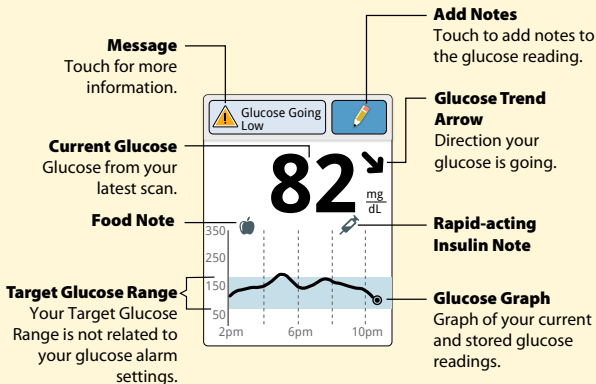 Message
Touch for more
information.
Current Glucose
Glucose from your
latest scan.
Food Note
Target Glucose Range
Your Target Glucose
Range is not related to
your glucose alarm
settings.
Glucose Going
Low
82
mg
dL
350
250
150
50
2pm 6pm 10pm
Add Notes
Touch to add notes to
the glucose reading.
Glucose Trend
Arrow
Direction your
glucose is going.
Rapid-acting
Insulin Note
Glucose Graph
Graph of your current
and stored glucose
readings.